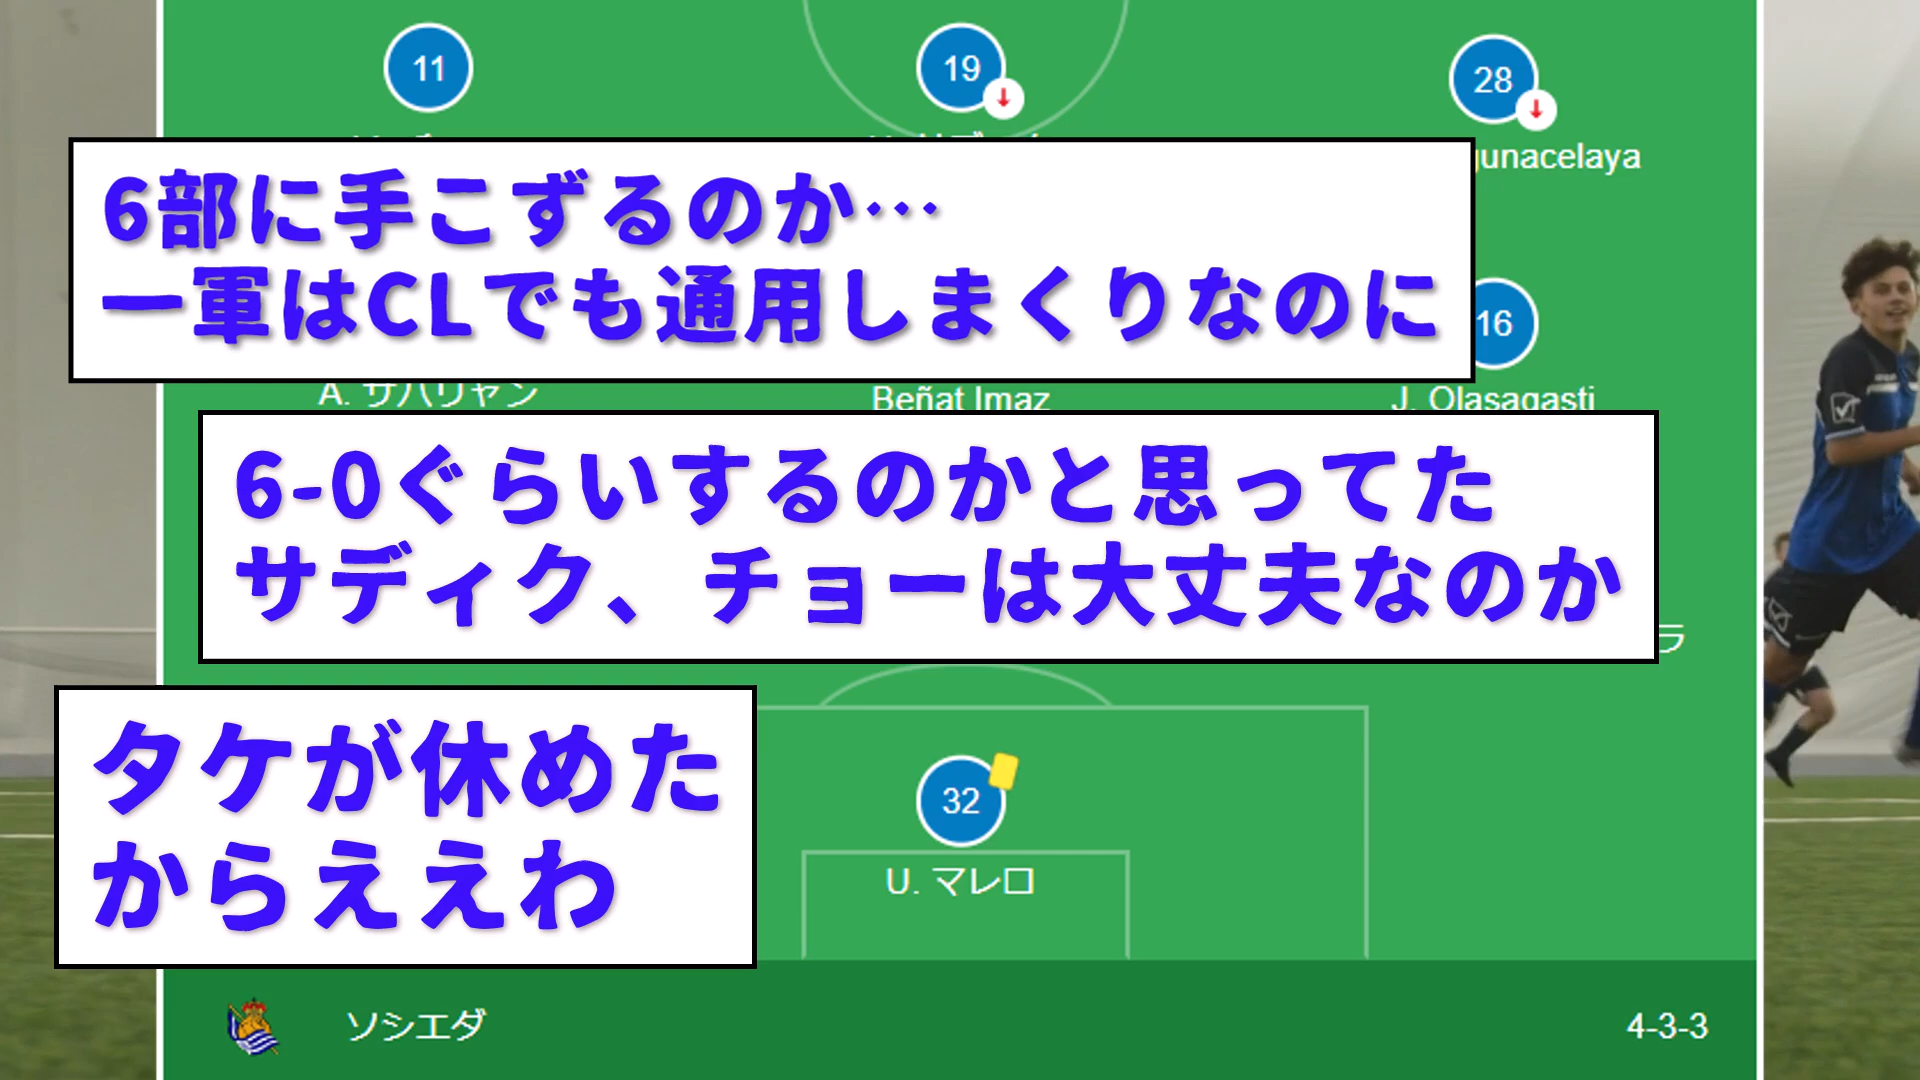 11
19
28
gunacelaya
6部に手こずるのか…
一軍はCLでも通用しまくりなのに
16
A. サハリャン
Beñat Imaz
J. Olasagasti
6-0ぐらいするのかと思ってた
サディク、チョーは大丈夫なのか
ラ
タケが休めた
からええわ
32
U. マレロ
ソシエダ
4-3-3